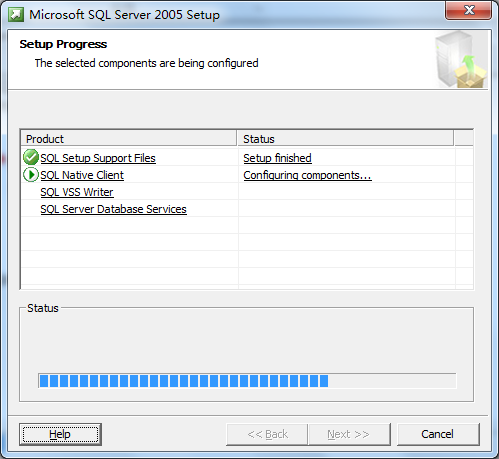 Microsoft SQL Server 2005 Setup
Setup Progress
The selected components are being configured
Product Status
SQL Setup Support Files Setup finished
SQL Native Client Configuring components...
SQL VSS Writer
SQL Server Database Services
Status
Help << Back Next >> Cancel